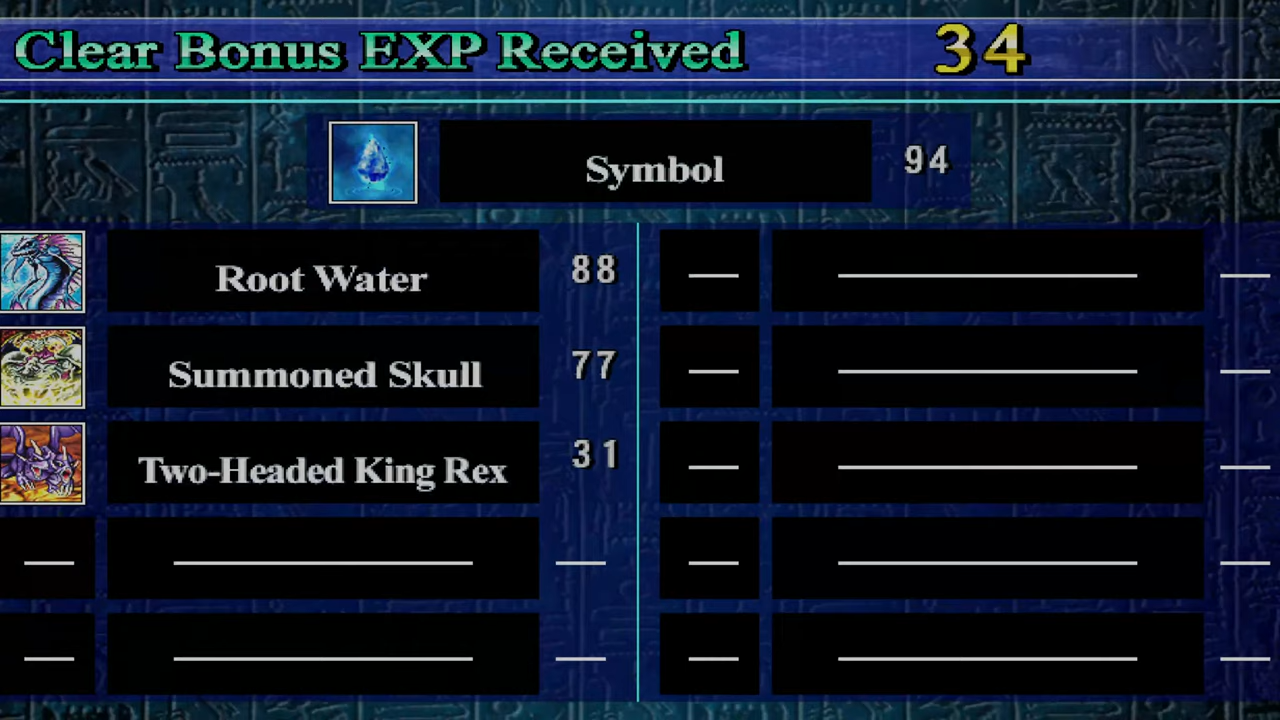 Clear Bonus EXP Received 34
Symbol 94
Root Water 88
Summoned Skull 77
Two-Headed King Rex 31